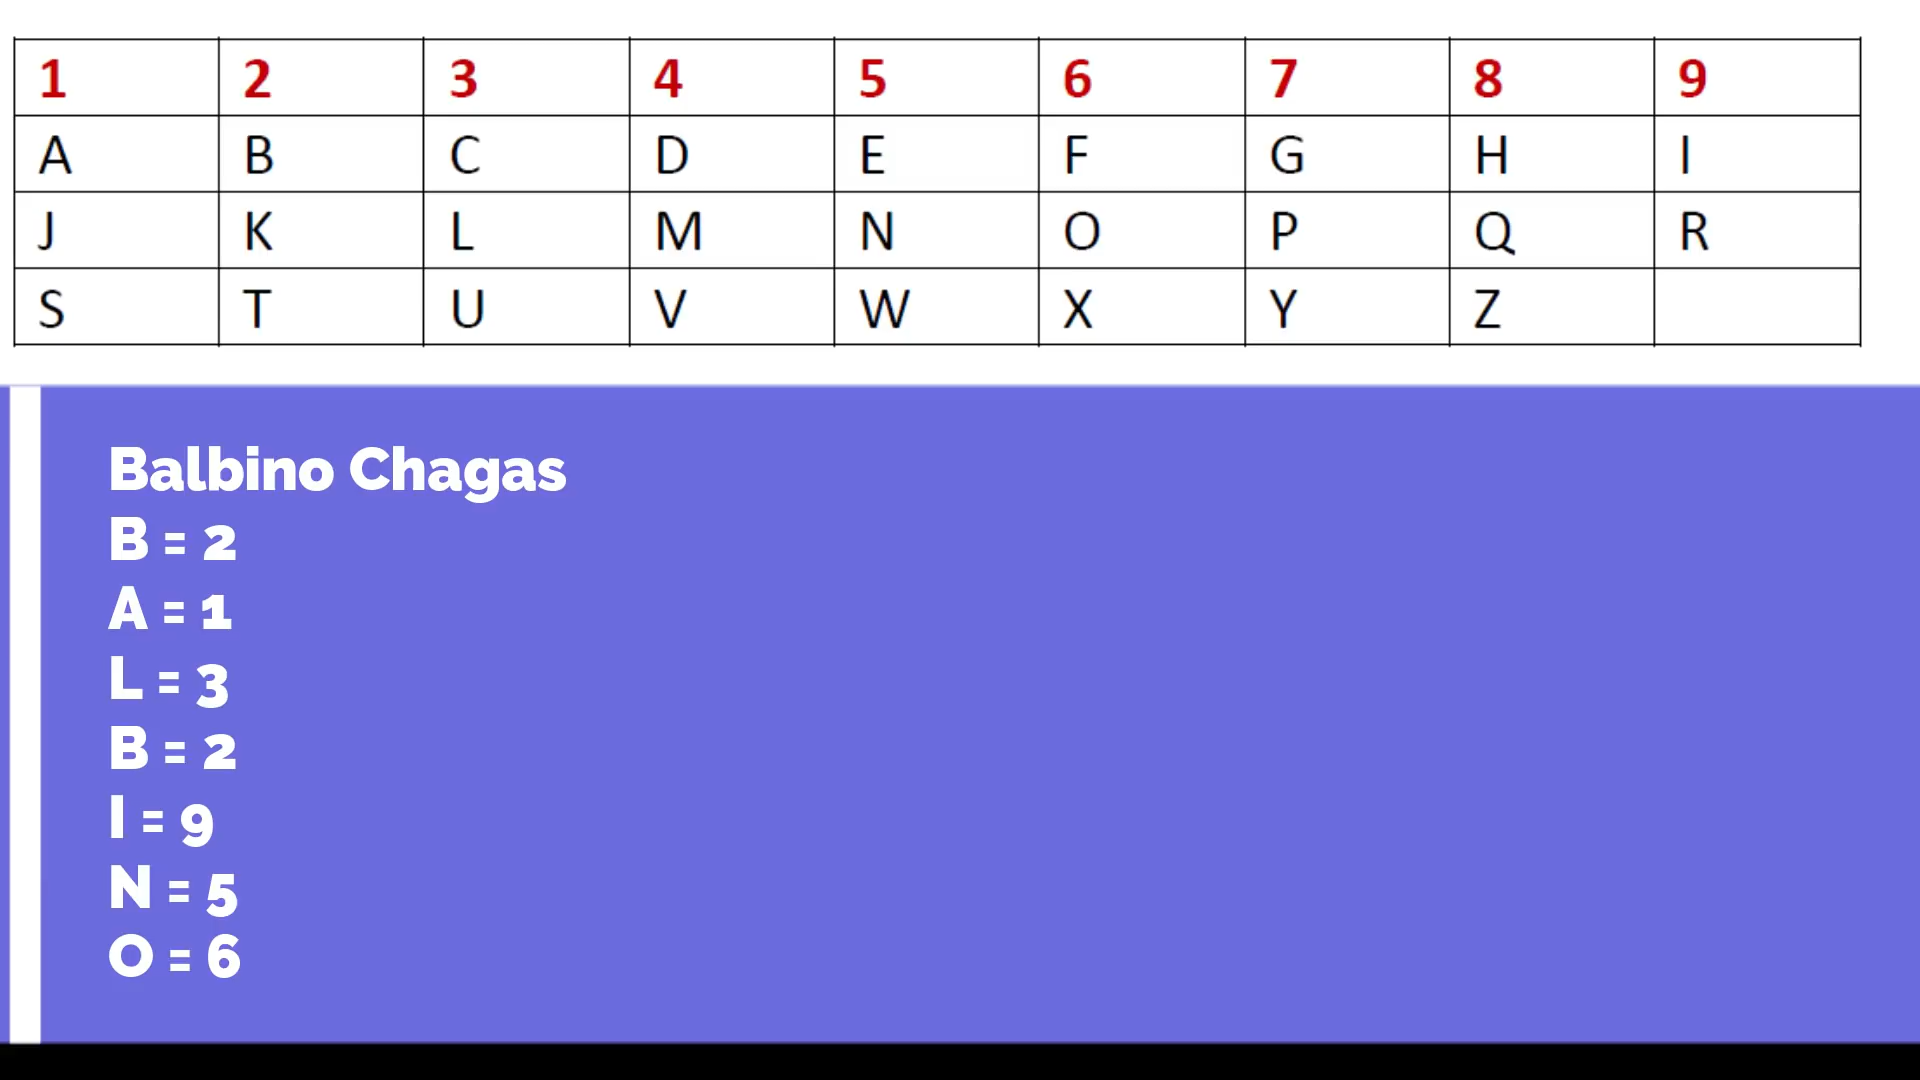 1 2 3 4 5 6 7 8 9
A B C D E F G H I
J K L M N O P Q R
S T U V W X Y Z
Balbino Chagas
B = 2
A = 1
L = 3
B = 2
I = 9
N = 5
O = 6